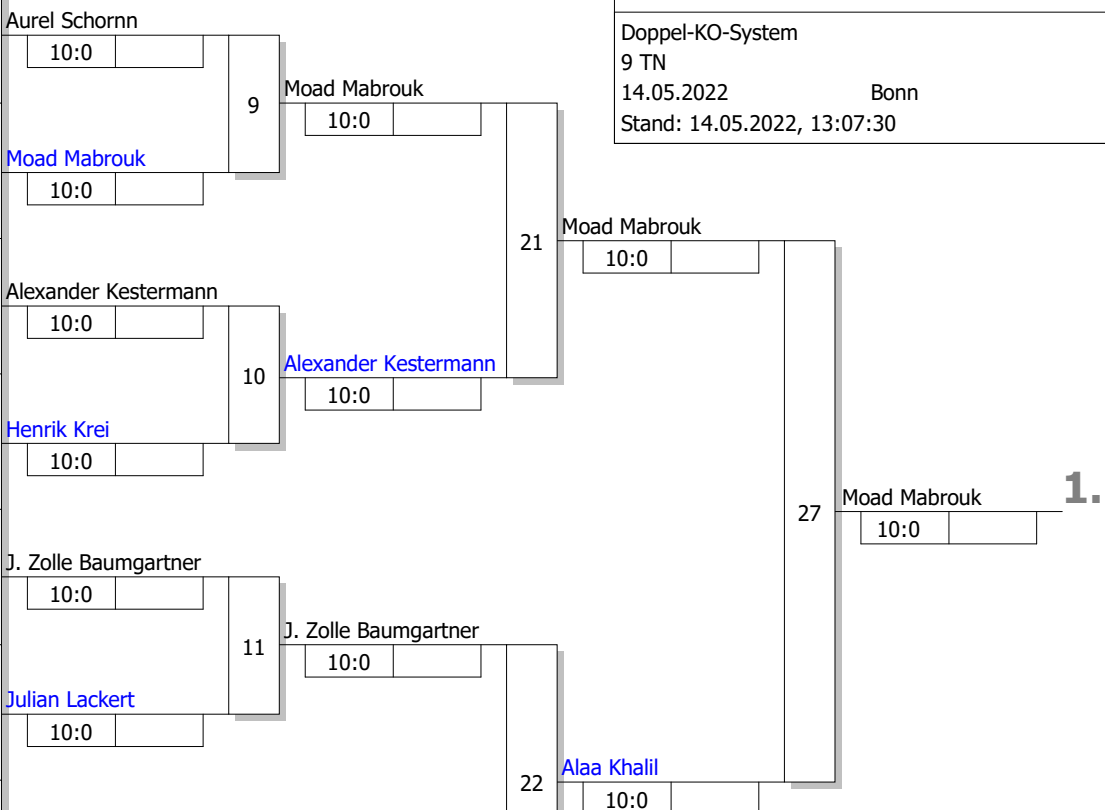 Aurel Schornn
10:0
Doppel-KO-System
9 TN
14.05.2022 Bonn
Stand: 14.05.2022, 13:07:30
9
Moad Mabrouk
10:0
Moad Mabrouk
10:0
21
Moad Mabrouk
10:0
Alexander Kestermann
10:0
10
Alexander Kestermann
10:0
Henrik Krei
10:0
27
Moad Mabrouk
10:0
1.
J. Zolle Baumgartner
10:0
11
J. Zolle Baumgartner
10:0
Julian Lackert
10:0
22
Alaa Khalil
10:0